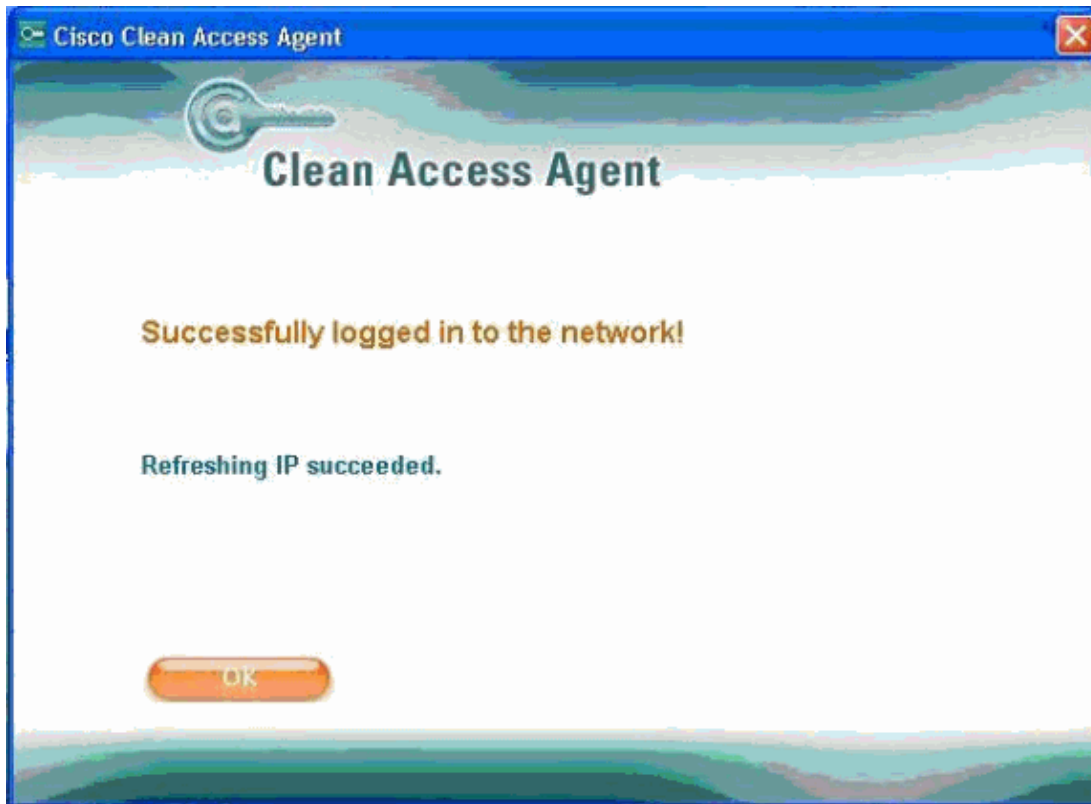 Cisco Clean Access Agent
Clean Access Agent
Successfully logged in to the network!
Refreshing IP succeeded.
OK